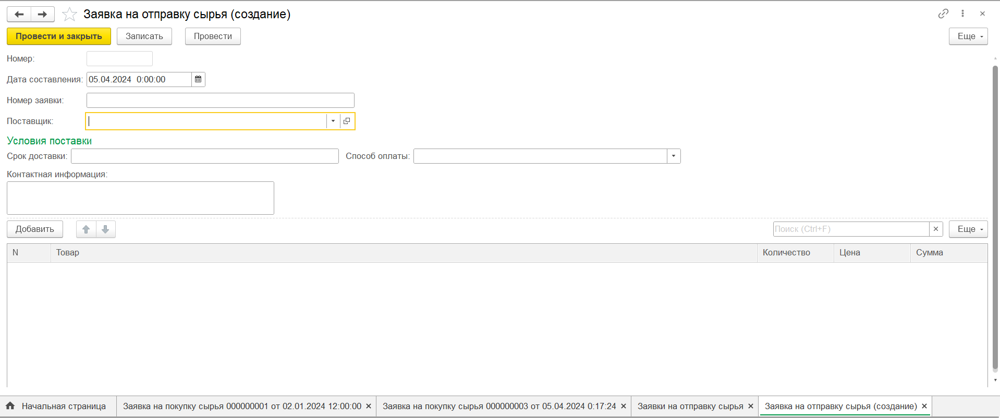 Заявка на отправку сырья (создание)
Провести и закрыть Записать Провести Еще
Номер:
Дата составления: 05.04.2024 0:00:00
Номер заявки:
Поставщик:
Условия поставки
Срок доставки: Способ оплаты:
Контактная информация:
Добавить Поиск (Ctrl+F) Еще
N Товар Количество Цена Сумма
Начальная страница Заявка на покупку сырья 000000001 от 02.01.2024 12:00:00 Заявка на покупку сырья 000000003 от 05.04.2024 0:17:24 Заявки на отправку сырья Заявка на отправку сырья (создание)